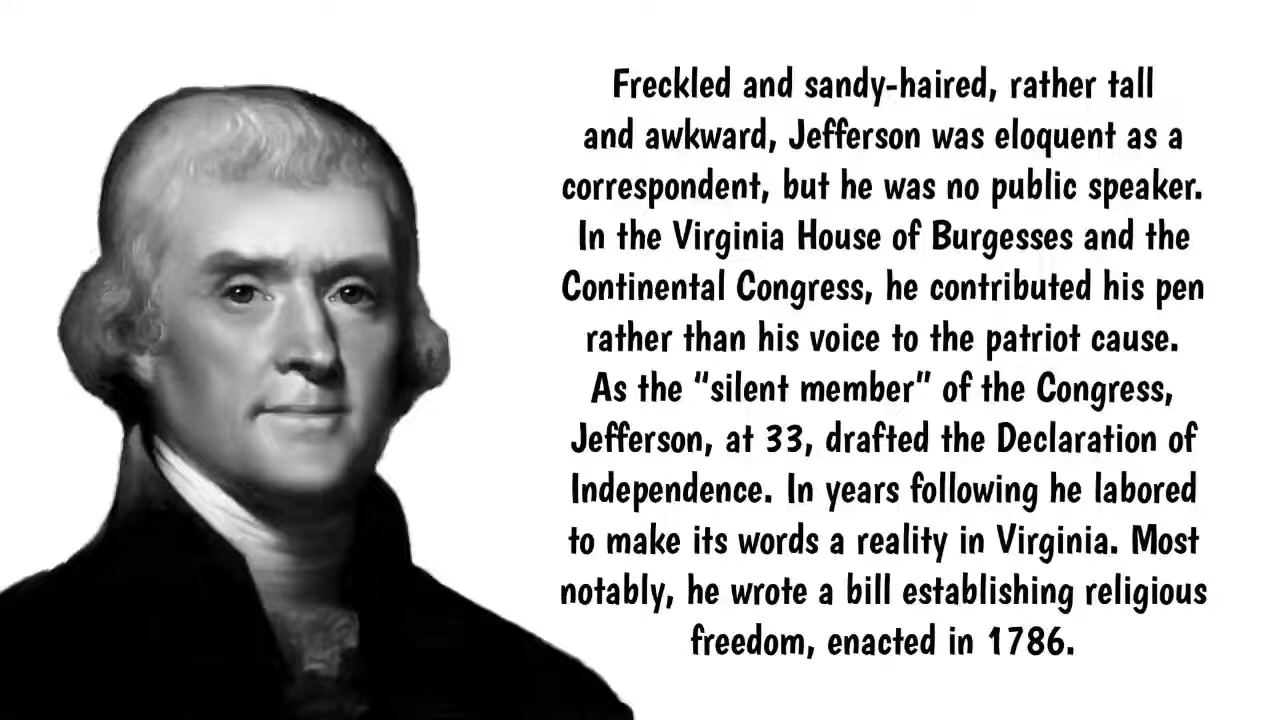 Freckled and sandy-haired, rather tall
and awkward, Jefferson was eloquent as a
correspondent, but he was no public speaker.
In the Virginia House of Burgesses and the
Continental Congress, he contributed his pen
rather than his voice to the patriot cause.
As the “silent member” of the Congress,
Jefferson, at 33, drafted the Declaration of
Independence. In years following he labored
to make its words a reality in Virginia. Most
notably, he wrote a bill establishing religious
freedom, enacted in 1786.